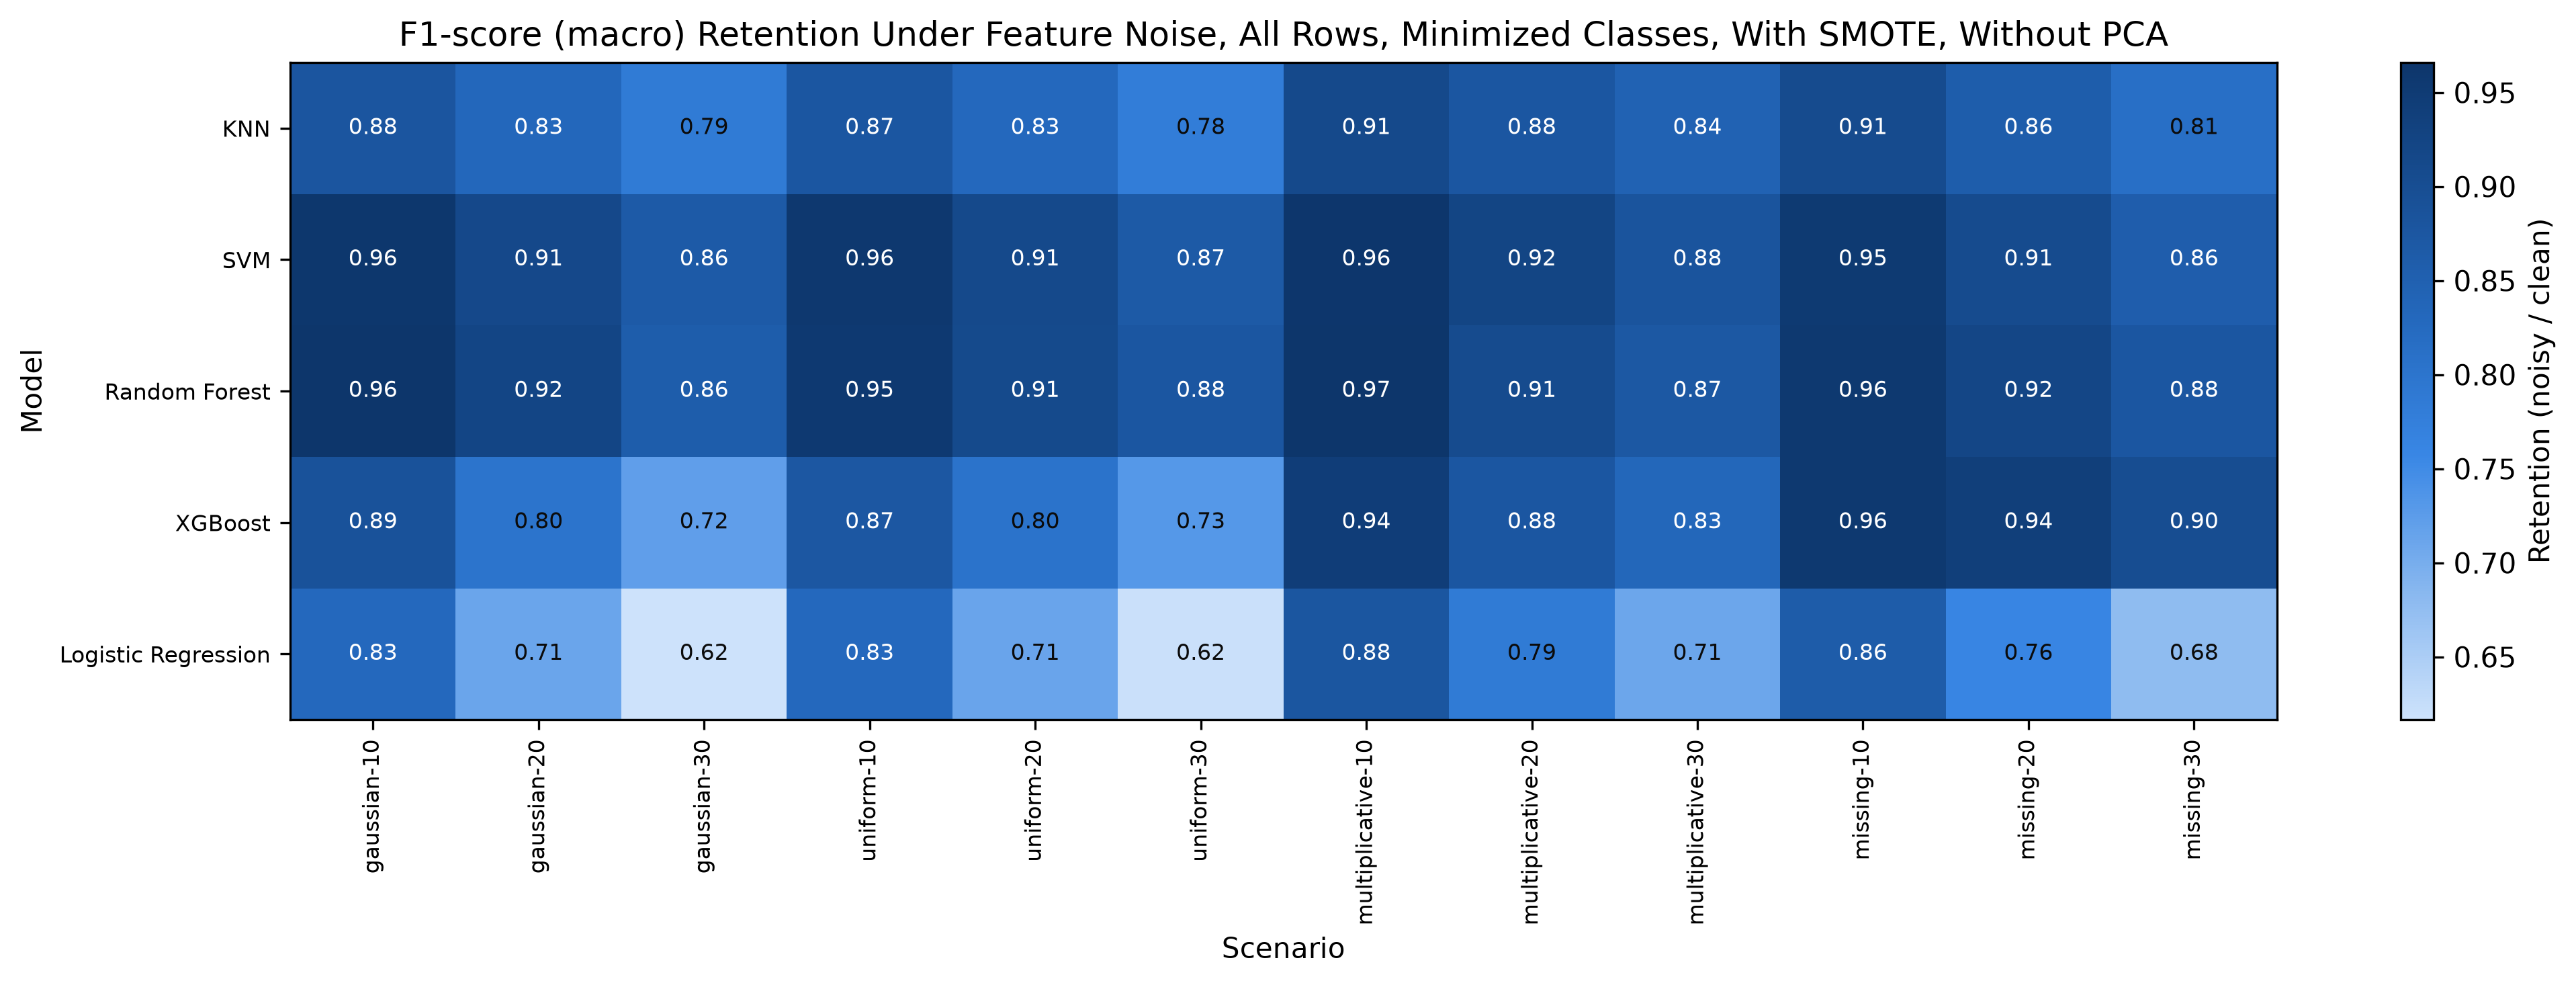 F1-score (macro) Retention Under Feature Noise, All Rows, Minimized Classes, With SMOTE, Without PCA
Model
KNN 0.88 0.83 0.79 0.87 0.83 0.78 0.91 0.88 0.84 0.91 0.86 0.81
SVM 0.96 0.91 0.86 0.96 0.91 0.87 0.96 0.92 0.88 0.95 0.91 0.86
Random Forest 0.96 0.92 0.86 0.95 0.91 0.88 0.97 0.91 0.87 0.96 0.92 0.88
XGBoost 0.89 0.80 0.72 0.87 0.80 0.73 0.94 0.88 0.83 0.96 0.94 0.90
Logistic Regression 0.83 0.71 0.62 0.83 0.71 0.62 0.88 0.79 0.71 0.86 0.76 0.68
gaussian-10
gaussian-20
gaussian-30
uniform-10
uniform-20
uniform-30
multiplicative-10
multiplicative-20
multiplicative-30
missing-10
missing-20
missing-30
Scenario
0.95
0.90
0.85
0.80
0.75
0.70
0.65
Retention (noisy / clean)